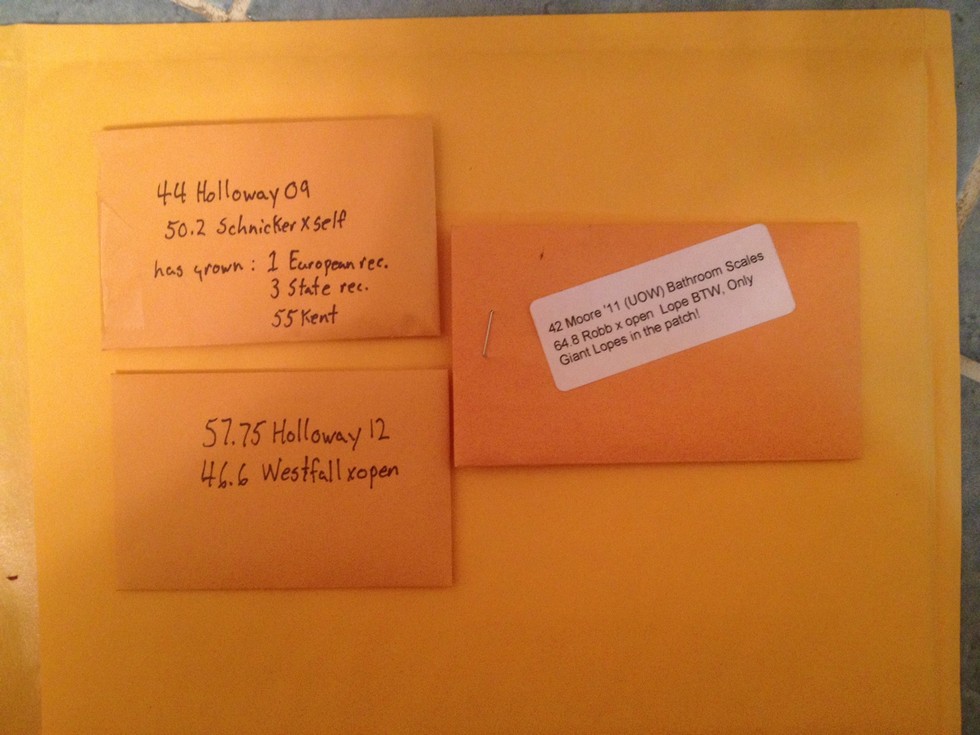 44 Holloway 09
50.2 Schnicker x self
has grown: 1 European rec.
3 State rec.
55 Kent
57.75 Holloway 12
46.6 Westfall x open
42 Moore '11 (UOW) Bathroom Scales
64.8 Robb x open Lope BTW, Only
Giant Lopes in the patch!